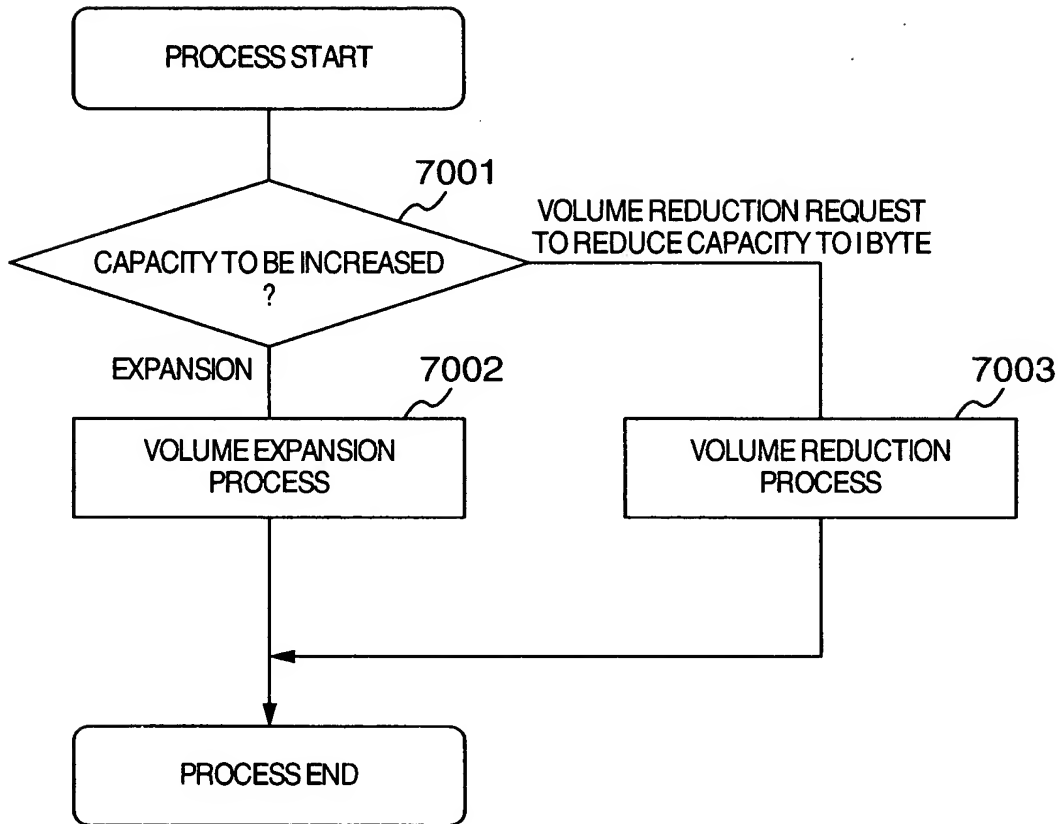 PROCESS START
7001
CAPACITY TO BE INCREASED
?
VOLUME REDUCTION REQUEST
TO REDUCE CAPACITY TO I BYTE
EXPANSION
7002
VOLUME EXPANSION
PROCESS
7003
VOLUME REDUCTION
PROCESS
PROCESS END